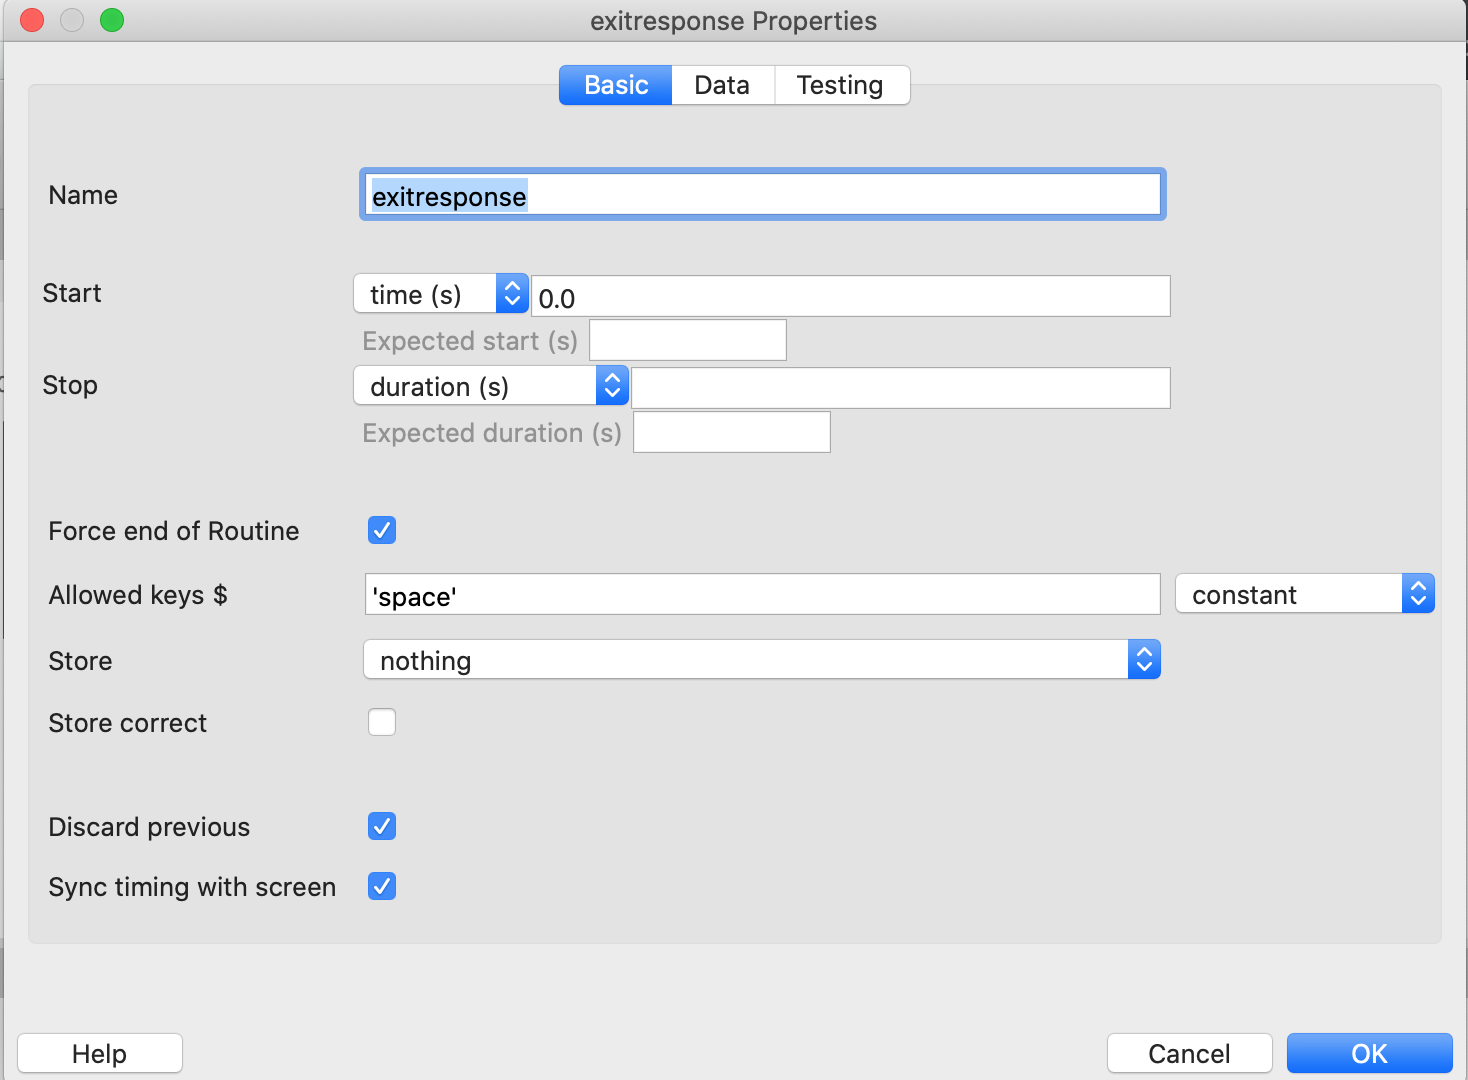 exitresponse Properties
Basic Data Testing
Name exitresponse
Start time (s) 0.0
Expected start (s)
Stop duration (s)
Expected duration (s)
Force end of Routine
Allowed keys $ 'space' constant
Store nothing
Store correct
Discard previous
Sync timing with screen
Help Cancel OK